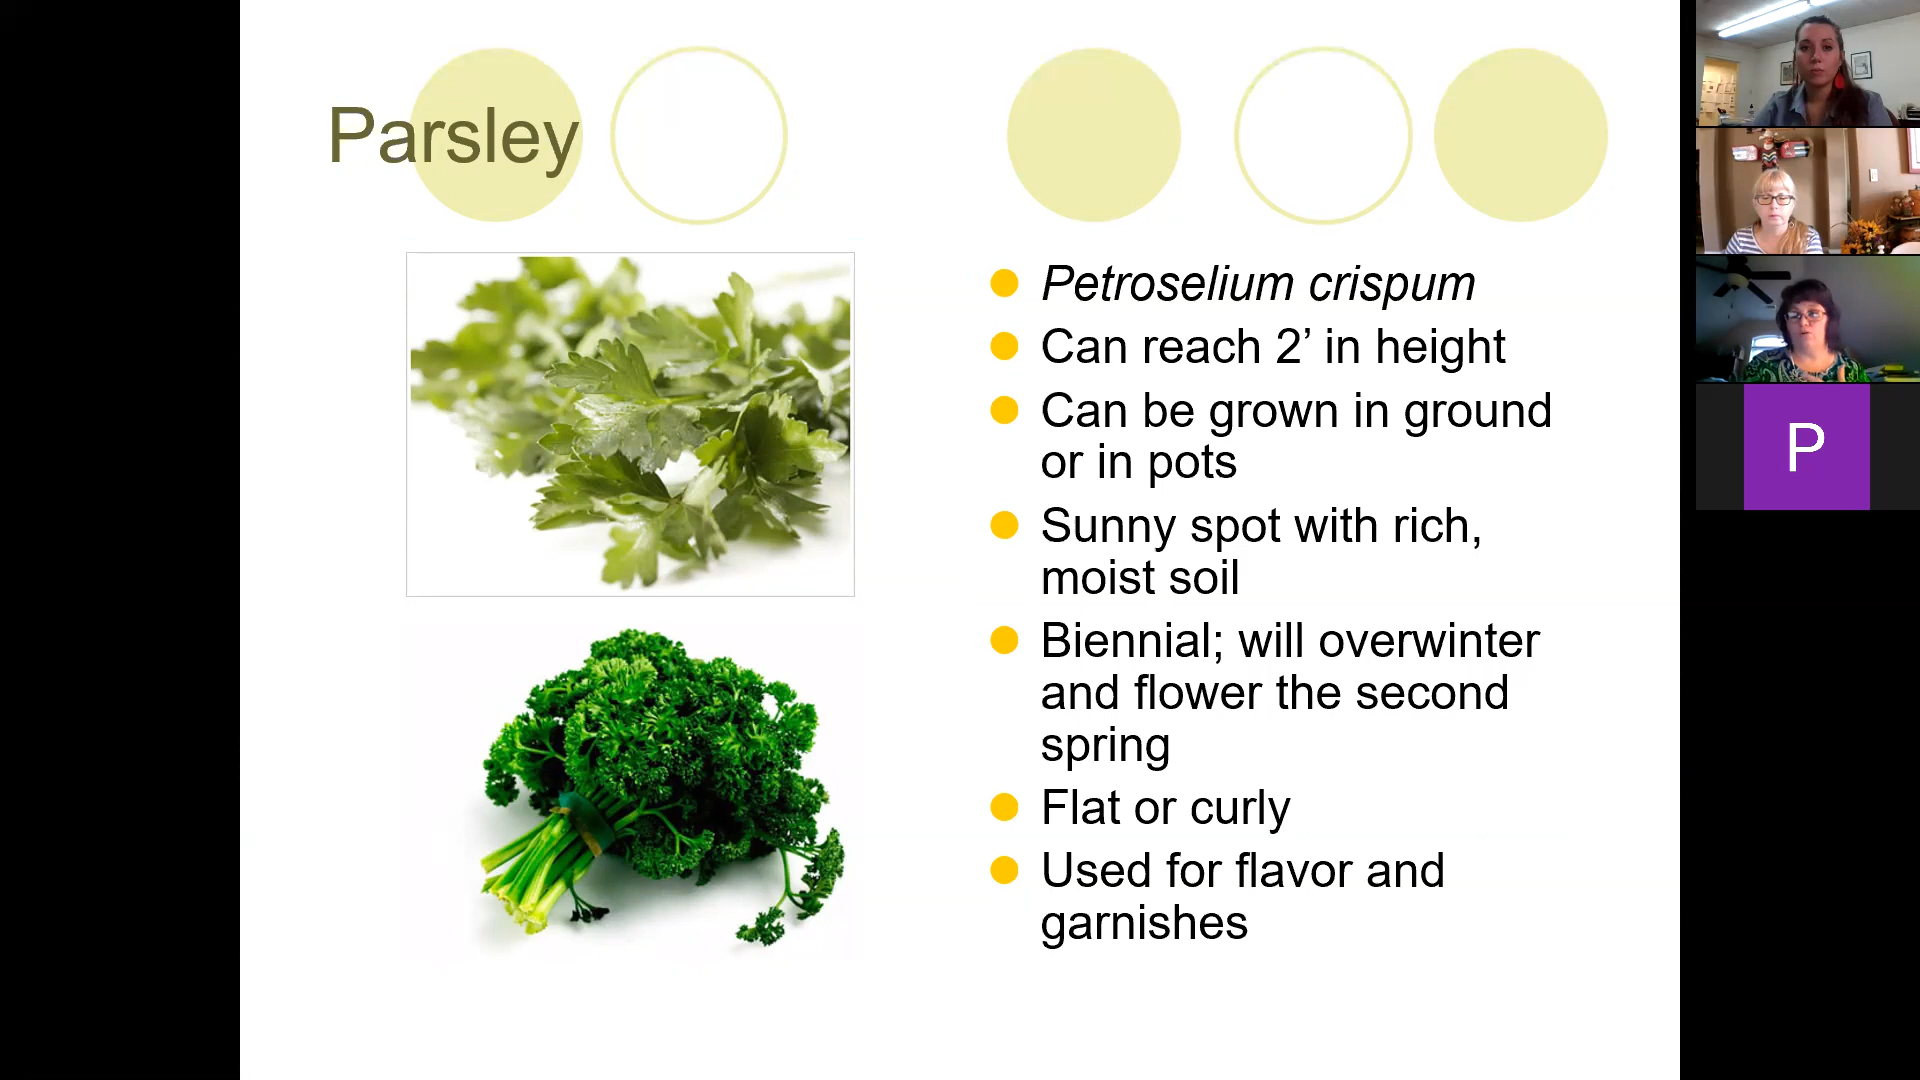 Parsley
Petroselium crispum
Can reach 2’ in height
Can be grown in ground
or in pots
Sunny spot with rich,
moist soil
Biennial; will overwinter
and flower the second
spring
Flat or curly
Used for flavor and
garnishes
P